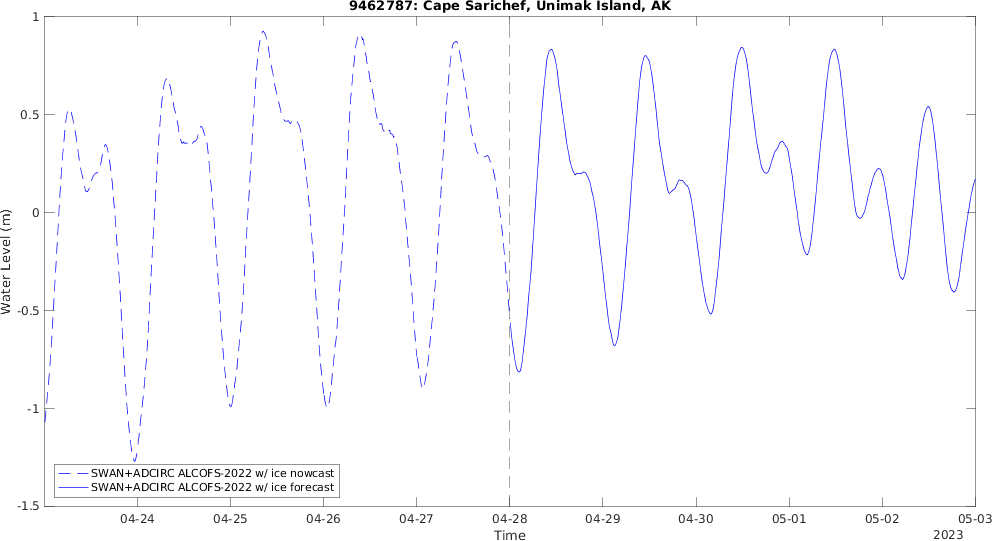 9462787: Cape Sarichef, Unimak Island, AK
1
0.5
0
-0.5
-1
-1.5
Water Level (m)
SWAN+ADCIRC ALCOFS-2022 w/ ice nowcast
SWAN+ADCIRC ALCOFS-2022 w/ ice forecast
04-24 04-25 04-26 04-27 04-28 04-29 04-30 05-01 05-02 05-03
Time
2023